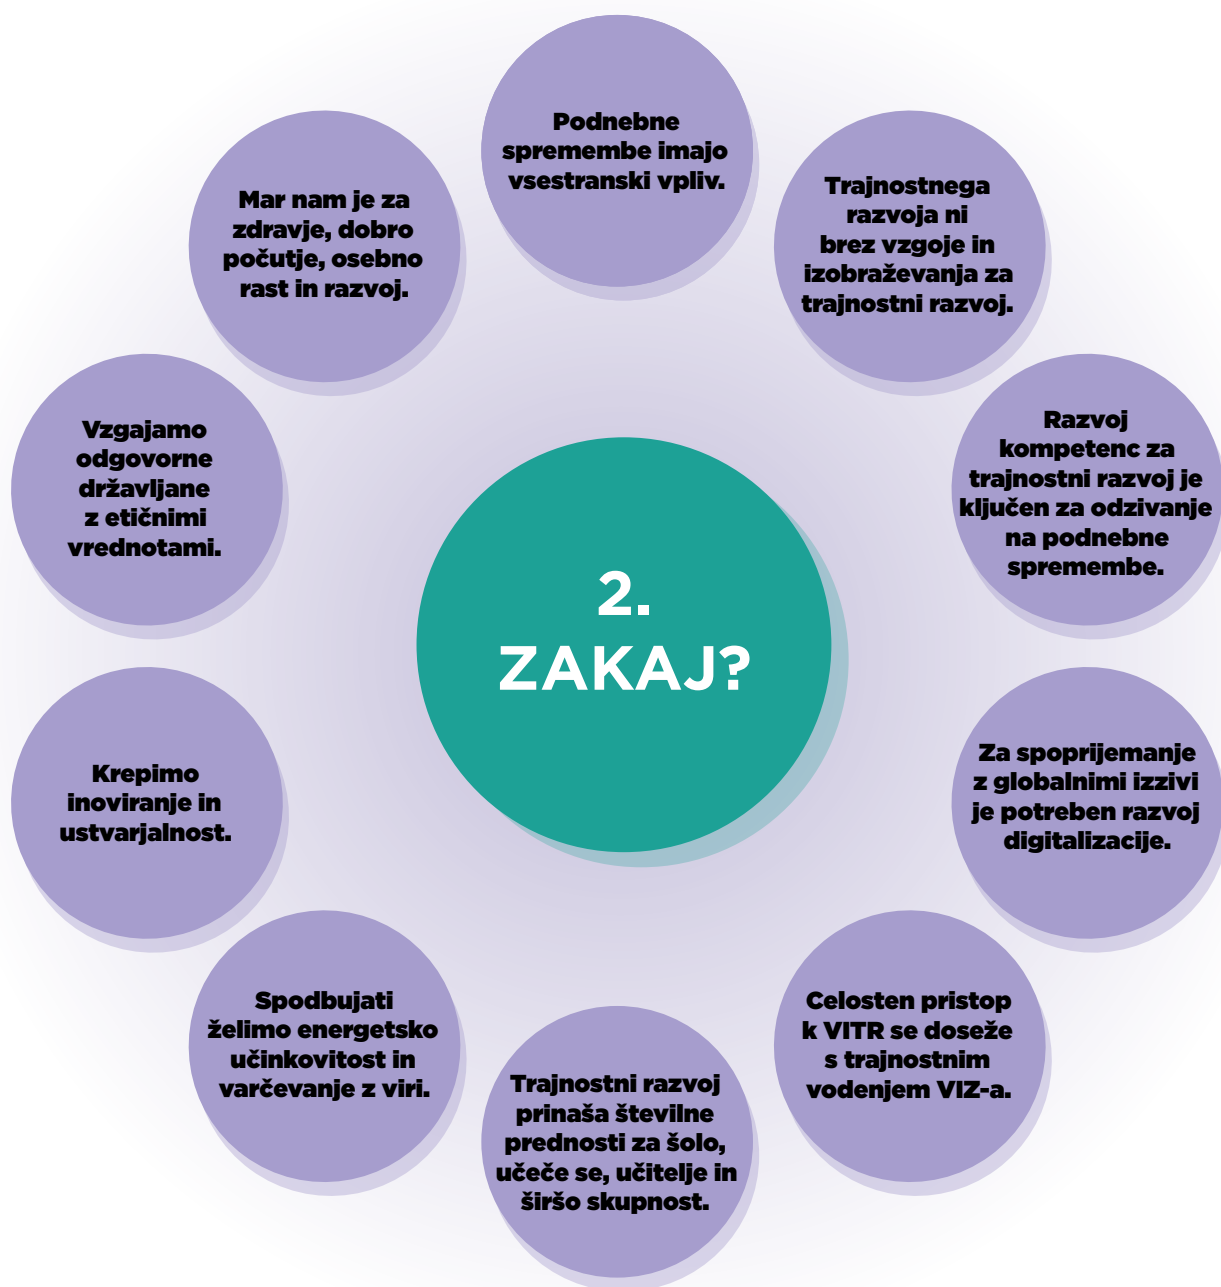 Podnebne
spremembe imajo
vsestranski vpliv.
Trajnostnega
razvoja ni
brez vzgoje in
izobraževanja za
trajnostni razvoj.
Razvoj
kompetenc za
trajnostni razvoj je
ključen za odzivanje
na podnebne
spremembe.
Za spoprijemanje
z globalnimi izzivi
je potreben razvoj
digitalizacije.
Celosten pristop
k VITR se doseže
s trajnostnim
vodenjem VIZ-a.
Trajnostni razvoj
prinaša številne
prednosti za šolo,
učeče se, učitelje in
širšo skupnost.
Spodbujati
želimo energetsko
učinkovitost in
varčevanje z viri.
Krepimo
inoviranje in
ustvarjalnost.
Vzgajamo
odgovorne
državljane
z etičnimi
vrednotami.
Mar nam je za
zdravje, dobro
počutje, osebno
rast in razvoj.
2.
ZAKAJ?